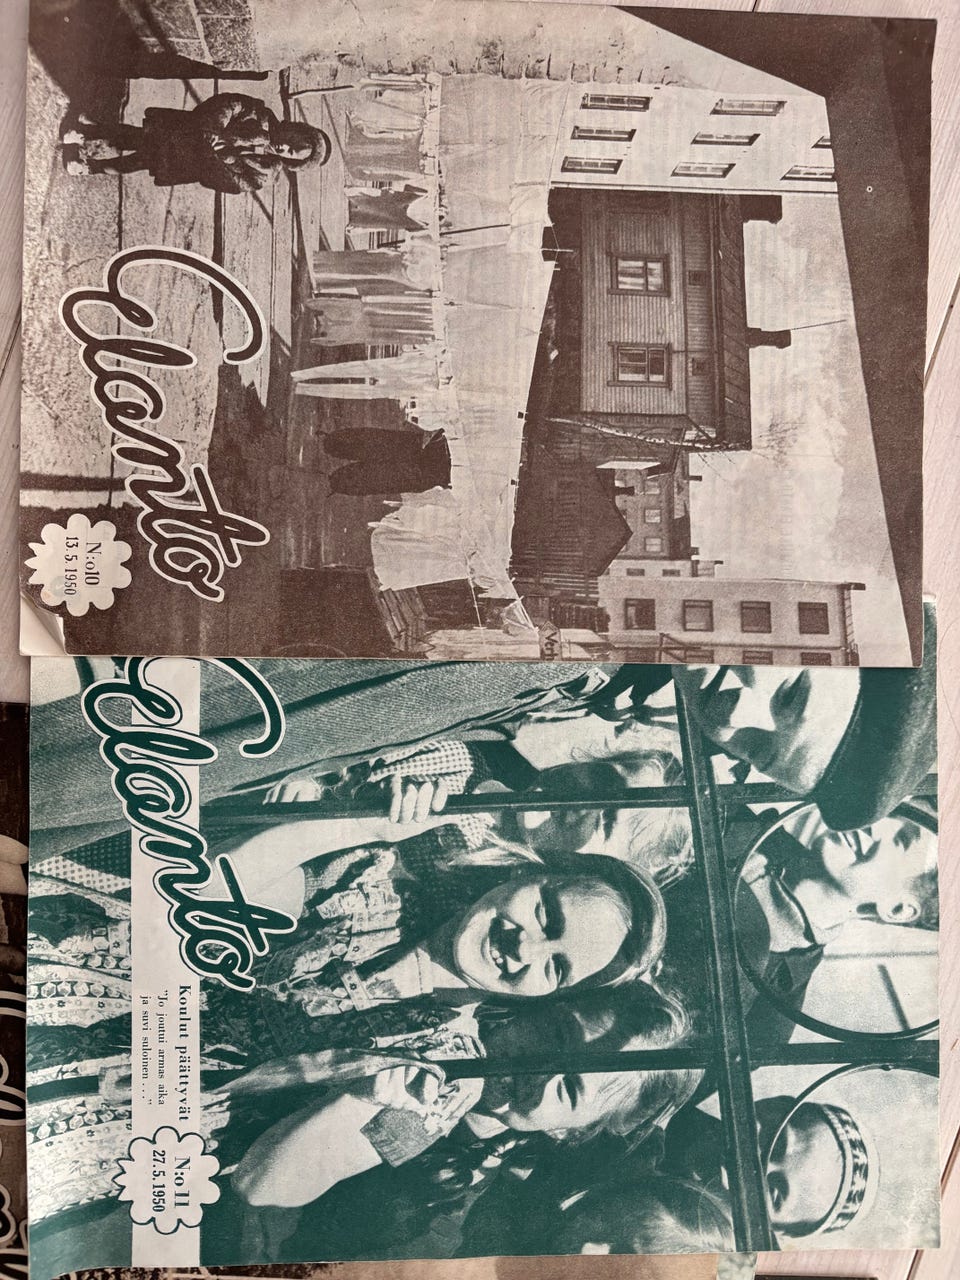 Elanto
N:o 10
13. 5. 1950
Elanto
Koulut päättyvät
"Jo joutui armas aika
ja suvi suloinen . . . "
N:o 11
27. 5. 1950